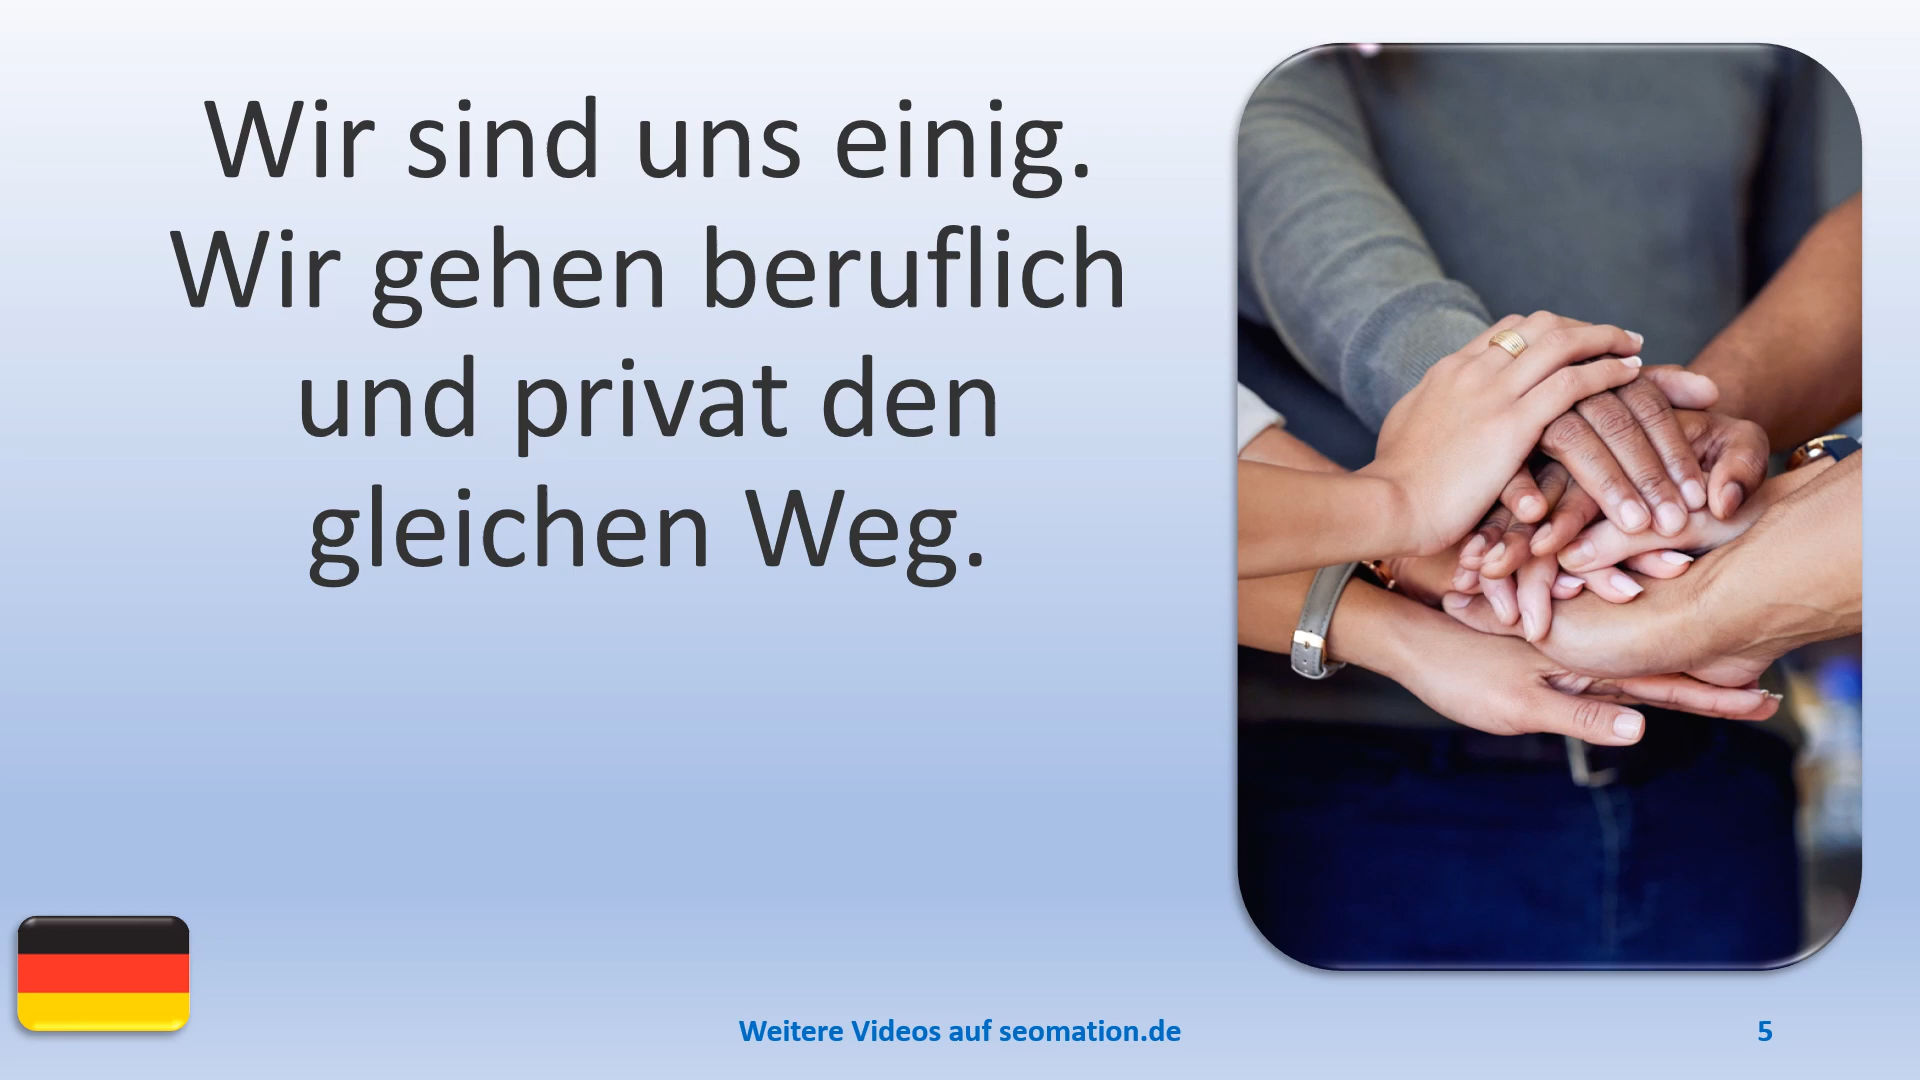 Wir sind uns einig.
Wir gehen beruflich
und privat den
gleichen Weg.
Weitere Videos auf seomation.de
5